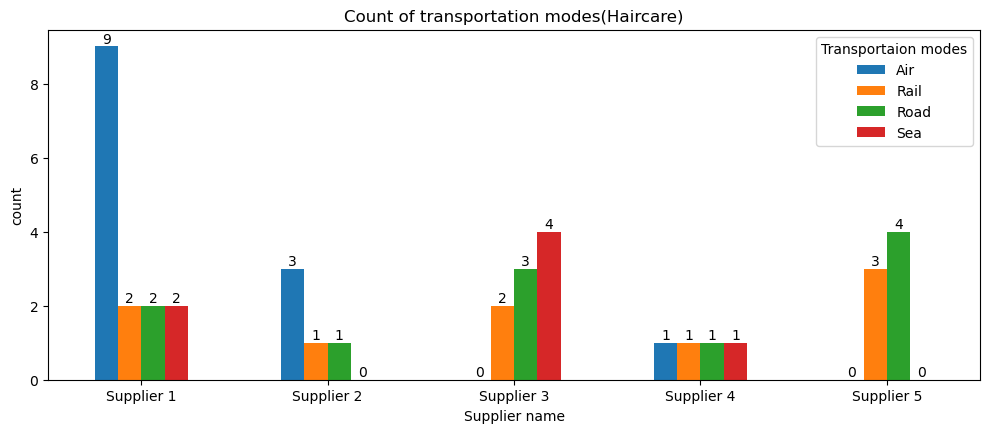 Count of transportation modes(Haircare)
Transportaion modes
Air
Rail
Road
Sea
count
8
6
4
2
0
9
2
2
2
3
1
1
0
0
2
3
4
1
1
1
1
0
3
4
0
Supplier 1
Supplier 2
Supplier 3
Supplier 4
Supplier 5
Supplier name